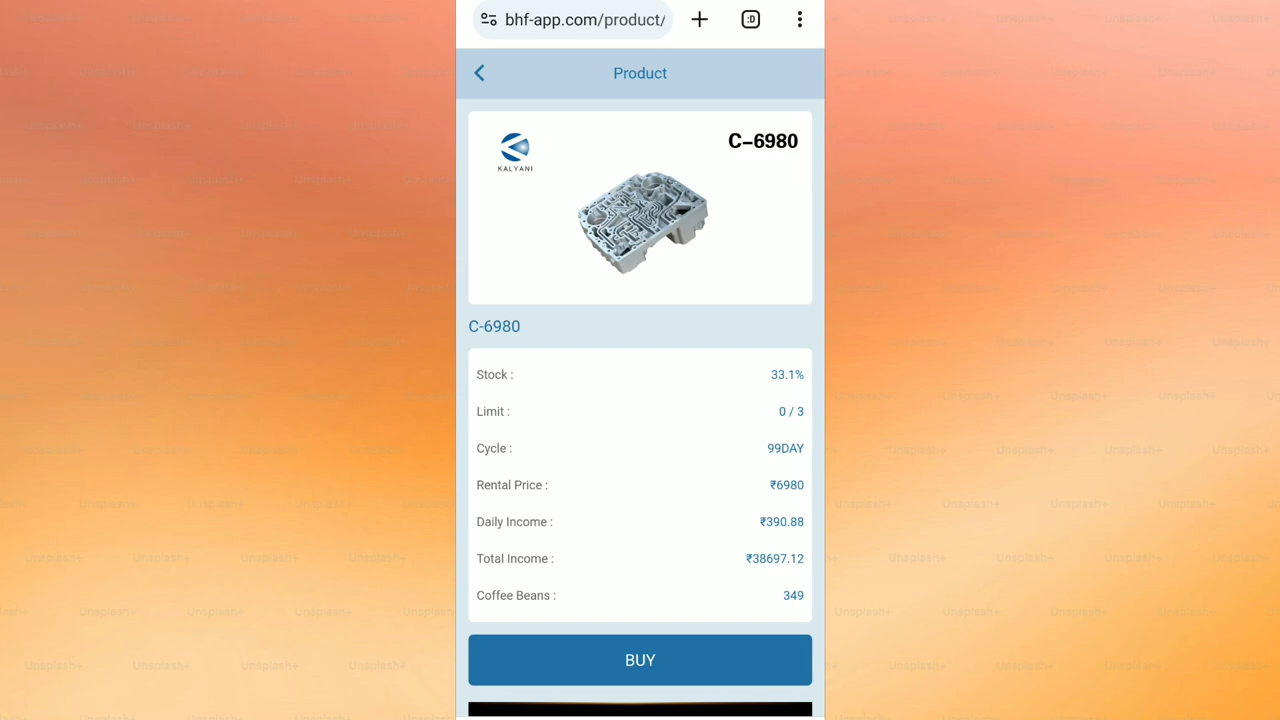 bhf-app.com/product/
:D
Product
KALYANI
C-6980
C-6980
Stock : 33.1%
Limit : 0 / 3
Cycle : 99DAY
Rental Price : ₹6980
Daily Income : ₹390.88
Total Income : ₹38697.12
Coffee Beans : 349
BUY
Unsplash+